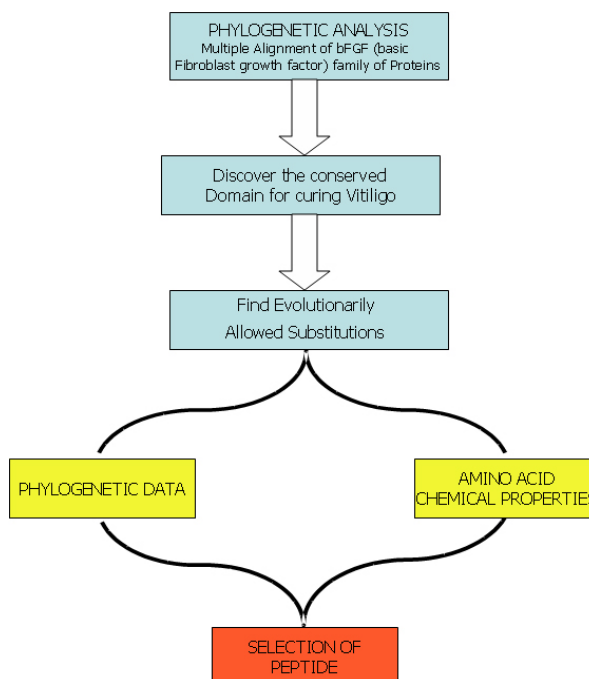 PHYLOGENETIC ANALYSIS
Multiple Alignment of bFGF (basic
Fibroblast growth factor) family of Proteins
Discover the conserved
Domain for curing Vitiligo
Find Evolutionarily
Allowed Substitutions
PHYLOGENETIC DATA
AMINO ACID
CHEMICAL PROPERTIES
SELECTION OF
PEPTIDE